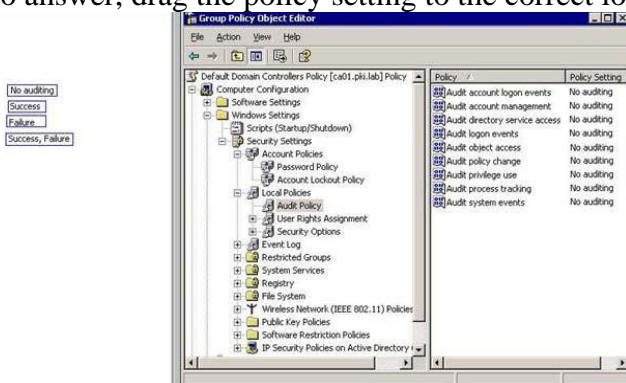 o answer, drag the policy setting to the correct lo
Group Policy Object Editor
File Action View Help
No auditing
Success
Failure
Success, Failure
Default Domain Controllers Policy [ca01.pki.lab] Policy
Computer Configuration
Software Settings
Windows Settings
Scripts (Startup/Shutdown)
Security Settings
Account Policies
Password Policy
Account Lockout Policy
Local Policies
Audit Policy
User Rights Assignment
Security Options
Event Log
Restricted Groups
System Services
Registry
File System
Wireless Network (IEEE 802.11) Policies
Public Key Policies
Software Restriction Policies
IP Security Policies on Active Directory
Policy Policy Setting
Audit account logon events No auditing
Audit account management No auditing
Audit directory service access No auditing
Audit logon events No auditing
Audit object access No auditing
Audit policy change No auditing
Audit privilege use No auditing
Audit process tracking No auditing
Audit system events No auditing